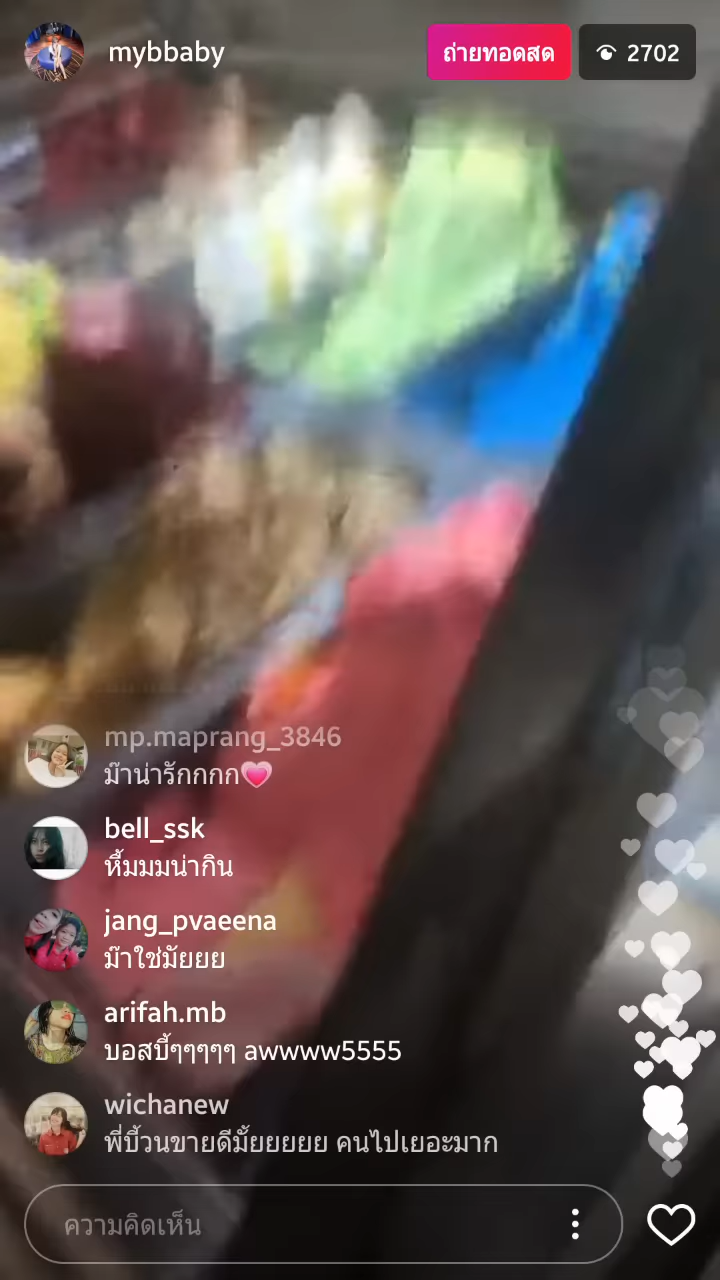 mybbaby
ถ่ายทอดสด
2702
mp.maprang_3846
ม๊าน่ารักกกก
bell_ssk
หื้มมมน่ากิน
jang_pvaeena
ม๊าใช่มัยยย
arifah.mb
บอสบี้ๆๆๆๆๆ awwww5555
wichanew
พี่บี้วนขายดีมั้ยยยยย คนไปเยอะมาก
ความคิดเห็น